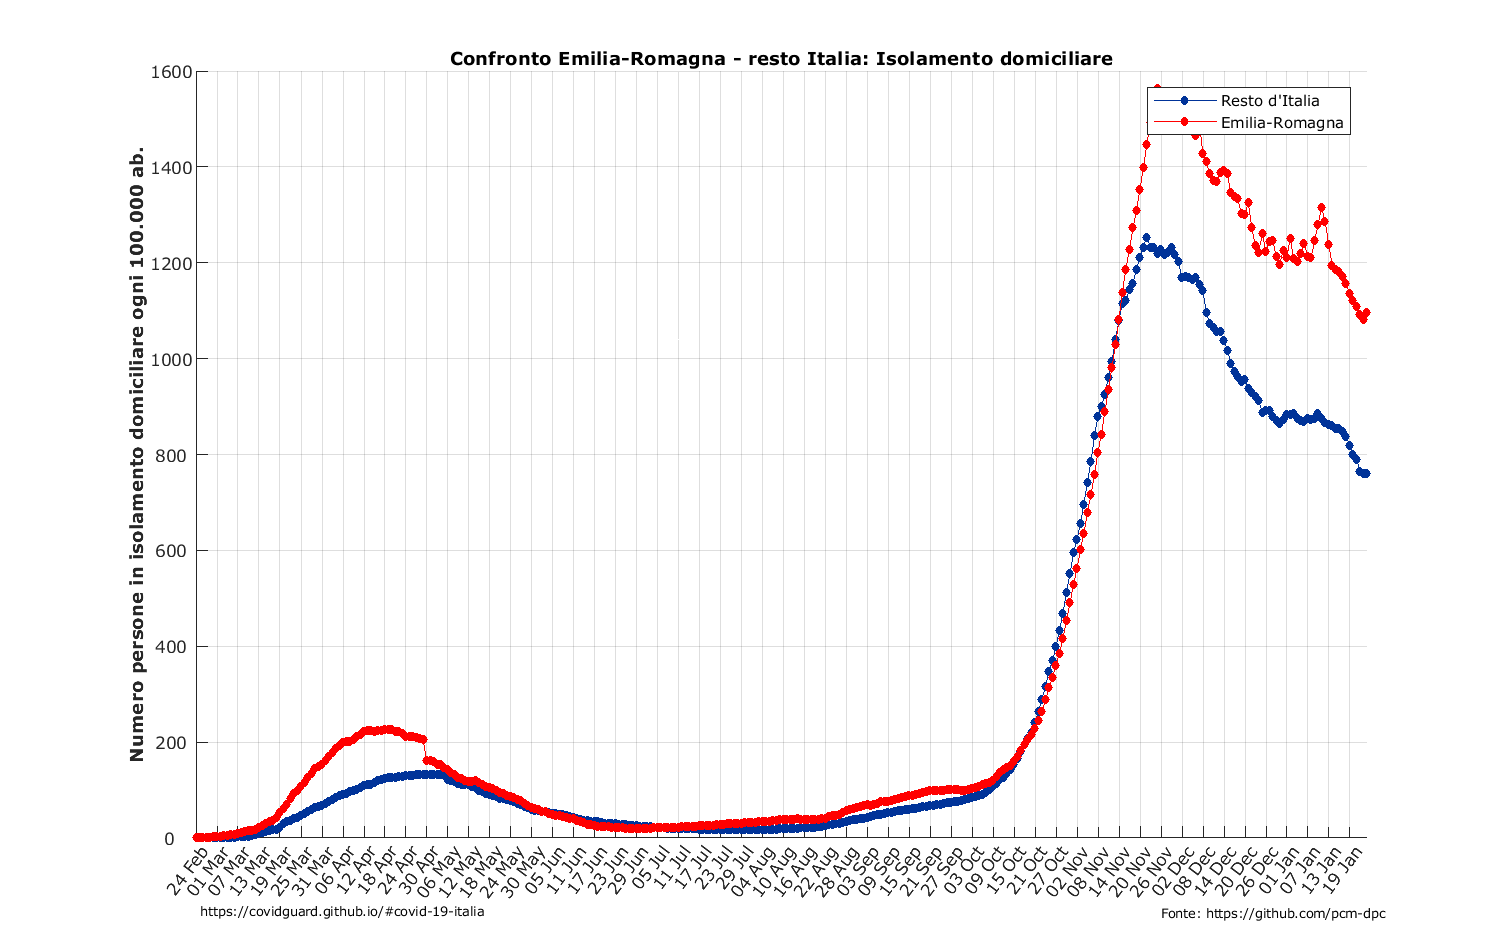 Confronto Emilia-Romagna - resto Italia: Isolamento domiciliare
Numero persone in isolamento domiciliare ogni 100.000 ab.
1600
1400
1200
1000
800
600
400
200
0
Resto d'Italia
Emilia-Romagna
24 Feb
01 Mar
07 Mar
13 Mar
19 Mar
25 Mar
31 Mar
06 Apr
12 Apr
18 Apr
24 Apr
30 Apr
06 May
12 May
18 May
24 May
30 May
05 Jun
11 Jun
17 Jun
23 Jun
29 Jun
05 Jul
11 Jul
17 Jul
23 Jul
29 Jul
04 Aug
10 Aug
16 Aug
22 Aug
28 Aug
03 Sep
09 Sep
15 Sep
21 Sep
27 Sep
03 Oct
09 Oct
15 Oct
21 Oct
27 Oct
02 Nov
08 Nov
14 Nov
20 Nov
26 Nov
02 Dec
08 Dec
14 Dec
20 Dec
26 Dec
01 Jan
07 Jan
13 Jan
19 Jan
https://covidguard.github.io/#covid-19-italia
Fonte: https://github.com/pcm-dpc